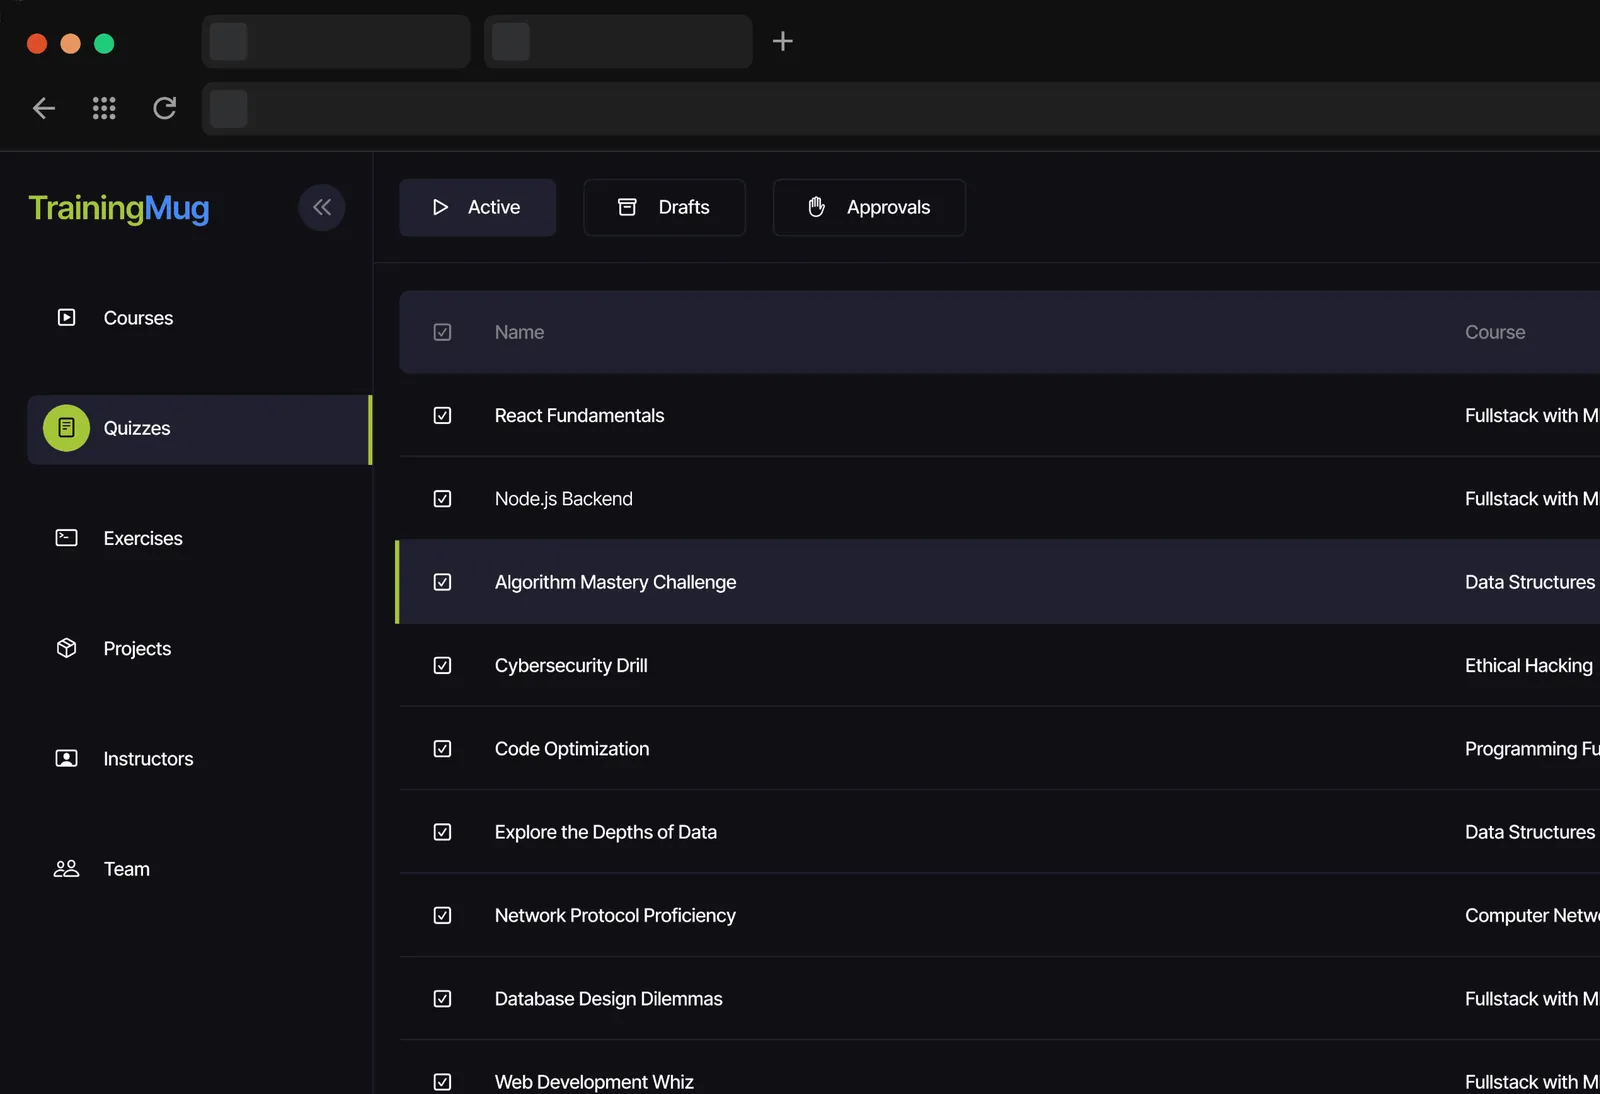 TrainingMug
Active
Drafts
Approvals
Courses
Quizzes
Exercises
Projects
Instructors
Team
Name Course
React Fundamentals Fullstack with M
Node.js Backend Fullstack with M
Algorithm Mastery Challenge Data Structures
Cybersecurity Drill Ethical Hacking
Code Optimization Programming Fu
Explore the Depths of Data Data Structures
Network Protocol Proficiency Computer Netw
Database Design Dilemmas Fullstack with M
Web Development Whiz Fullstack with M